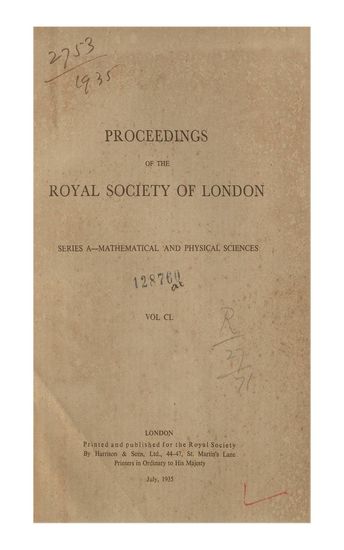 2753
1935
PROCEEDINGS
OF THE
ROYAL SOCIETY OF LONDON
SERIES A—MATHEMATICAL AND PHYSICAL SCIENCES
128760
VOL CL.
R
27
71
LONDON
Printed and published for the Royal Society
By Harrison & Sons, Ltd., 44-47, St. Martin's Lane
Printers in Ordinary to His Majesty
July, 1935